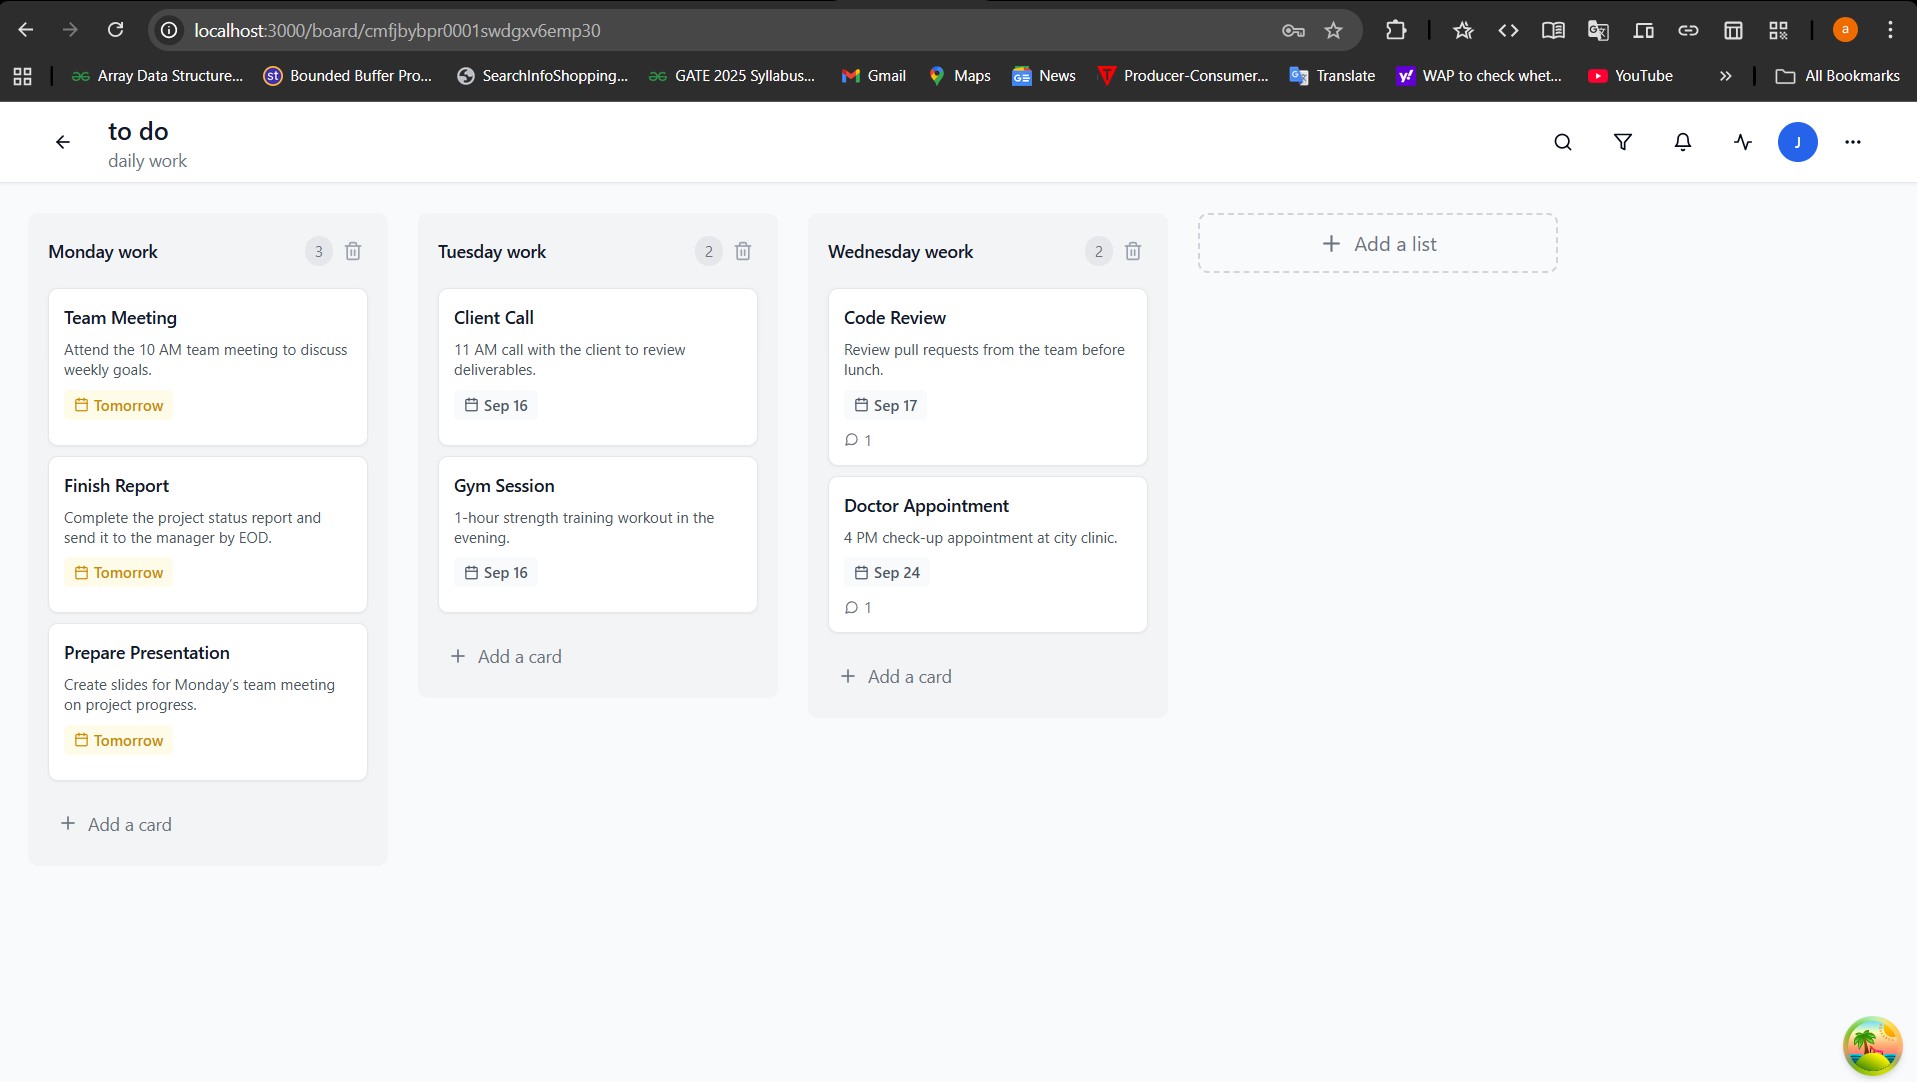 localhost:3000/board/cmfjbybpr0001swdgxv6emp30
a
Array Data Structure...
Bounded Buffer Pro...
SearchInfoShopping...
GATE 2025 Syllabus...
Gmail
Maps
News
Producer-Consumer...
Translate
WAP to check whet...
YouTube
All Bookmarks
to do
daily work
J
Monday work
3
Team Meeting
Attend the 10 AM team meeting to discuss
weekly goals.
Tomorrow
Finish Report
Complete the project status report and
send it to the manager by EOD.
Tomorrow
Prepare Presentation
Create slides for Monday’s team meeting
on project progress.
Tomorrow
+ Add a card
Tuesday work
2
Client Call
11 AM call with the client to review
deliverables.
Sep 16
Gym Session
1-hour strength training workout in the
evening.
Sep 16
+ Add a card
Wednesday weork
2
Code Review
Review pull requests from the team before
lunch.
Sep 17
1
Doctor Appointment
4 PM check-up appointment at city clinic.
Sep 24
1
+ Add a card
+ Add a list